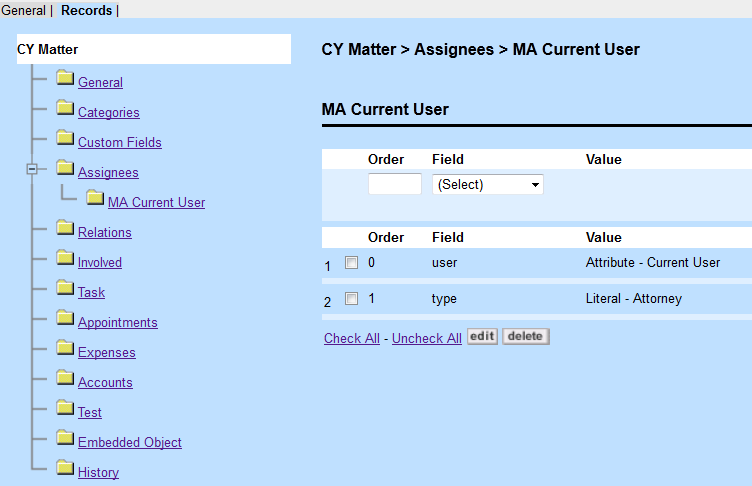 General | Records |
CY Matter
General
Categories
Custom Fields
Assignees
MA Current User
Relations
Involved
Task
Appointments
Expenses
Accounts
Test
Embedded Object
History
CY Matter > Assignees > MA Current User
MA Current User
Order Field Value
(Select)
Order Field Value
1 0 user Attribute - Current User
2 1 type Literal - Attorney
Check All - Uncheck All edit delete